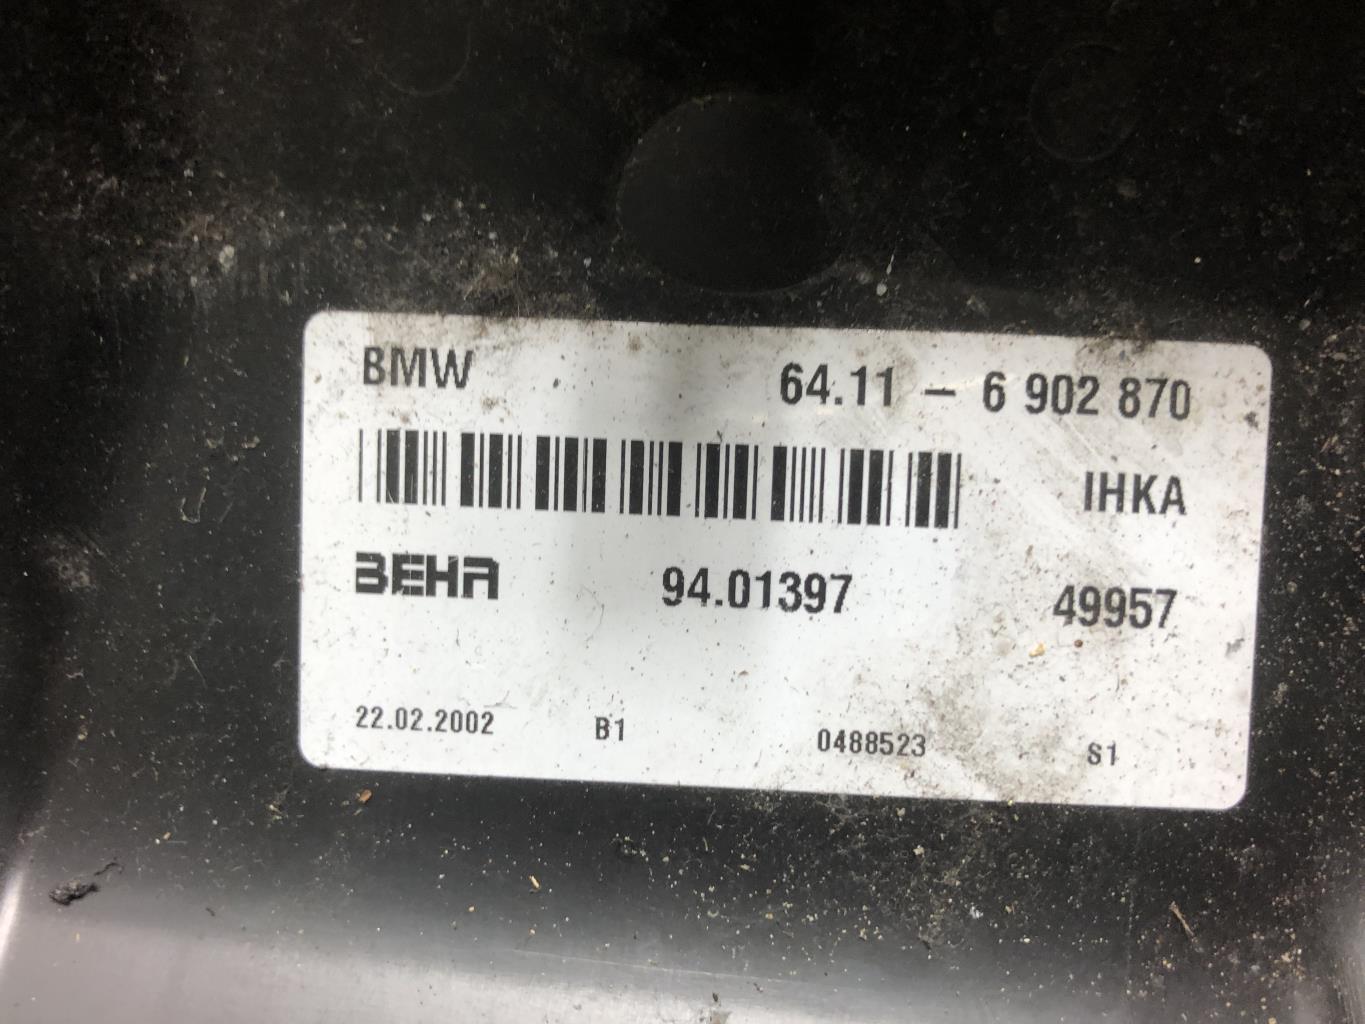 BMW 64.11 – 6 902 870
IHKA
BEHR 94.01397 49957
22.02.2002 B1 0488523 S1